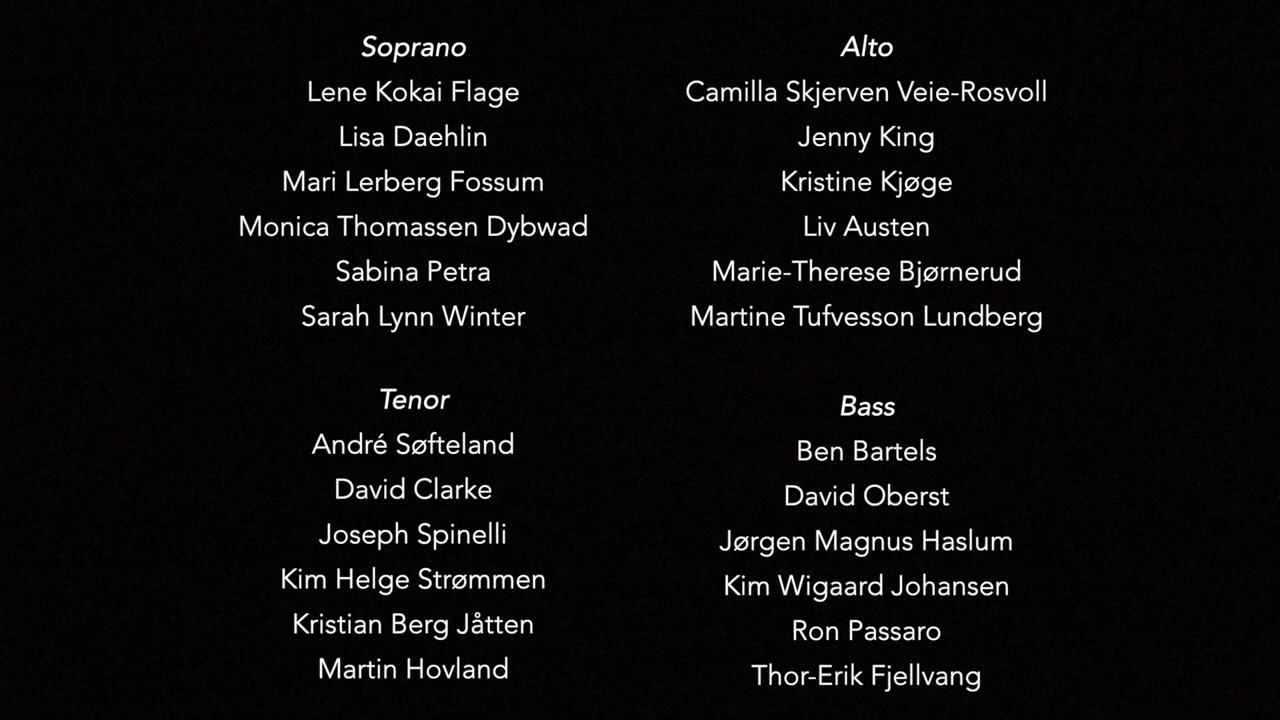 Soprano
Lene Kokai Flage
Lisa Daehlin
Mari Lerberg Fossum
Monica Thomassen Dybwad
Sabina Petra
Sarah Lynn Winter
Alto
Camilla Skjerven Veie-Rosvoll
Jenny King
Kristine Kjøge
Liv Austen
Marie-Therese Bjørnerud
Martine Tufvesson Lundberg
Tenor
André Søfteland
David Clarke
Joseph Spinelli
Kim Helge Strømmen
Kristian Berg Jåtten
Martin Hovland
Bass
Ben Bartels
David Oberst
Jørgen Magnus Haslum
Kim Wigaard Johansen
Ron Passaro
Thor-Erik Fjellvang